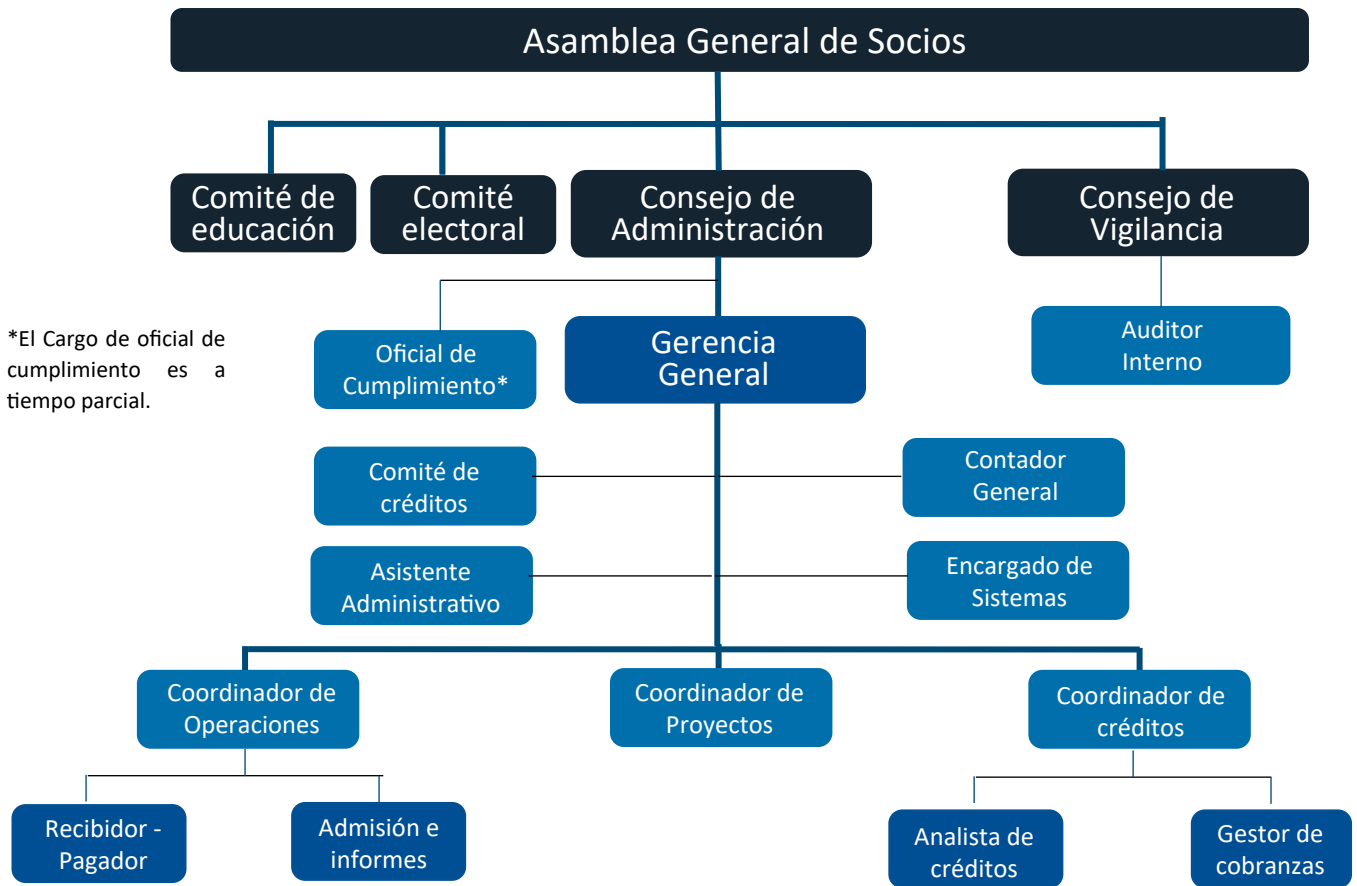 Asamblea General de Socios
Comité de
educación
Comité
electoral
Consejo de
Administración
Consejo de
Vigilancia
*El Cargo de oficial de
cumplimiento es a
tiempo parcial.
Oficial de
Cumplimiento*
Gerencia
General
Auditor
Interno
Comité de
créditos
Contador
General
Asistente
Administrativo
Encargado de
Sistemas
Coordinador de
Operaciones
Coordinador de
Proyectos
Coordinador de
créditos
Recibidor -
Pagador
Admisión e
informes
Analista de
créditos
Gestor de
cobranzas